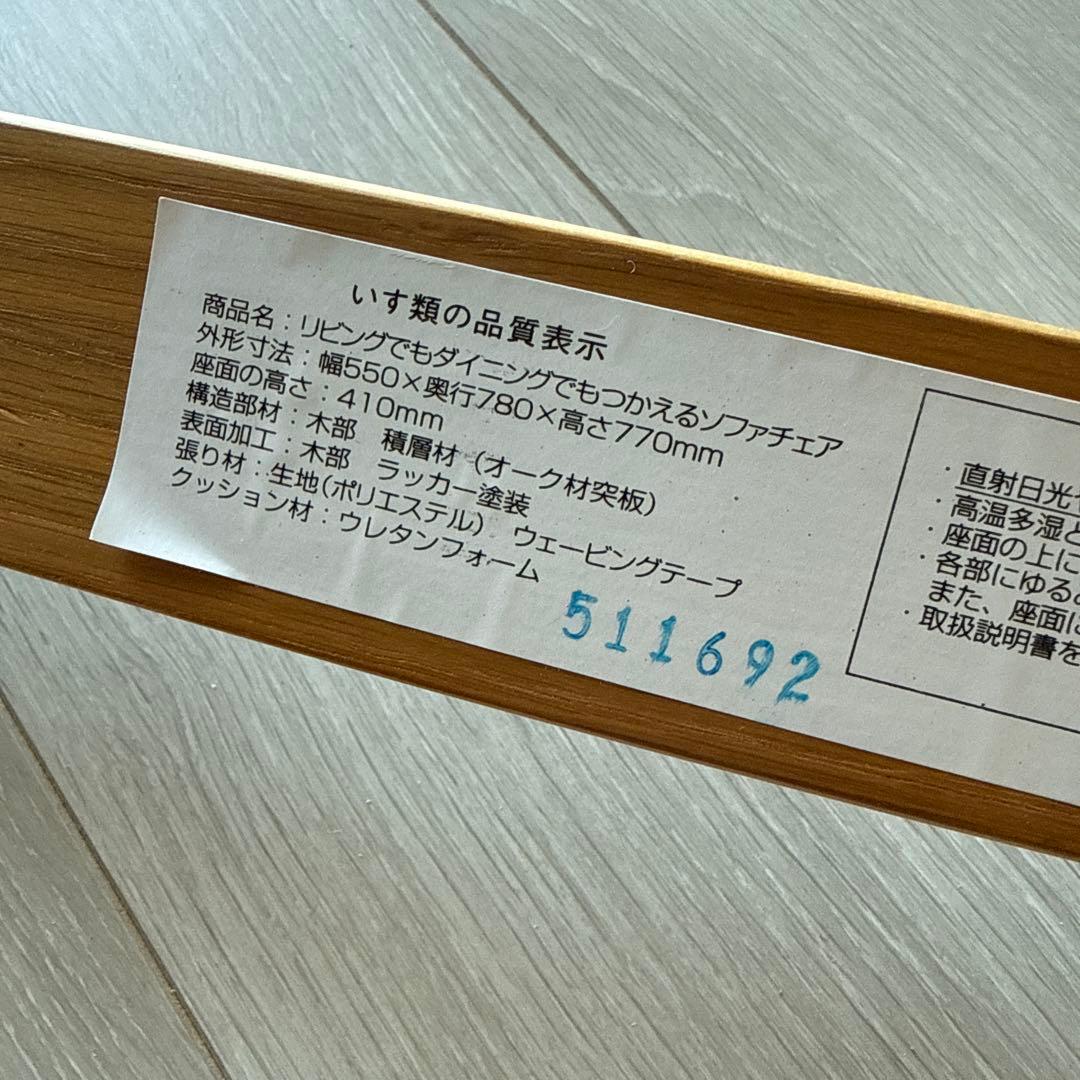 いす類の品質表示
商品名：リビングでもダイニングでもつかえるソファチェア
外形寸法：幅550×奥行780×高さ770mm
座面の高さ：410mm
構造部材：木部　積層材（オーク材突板）
表面加工：木部　ラッカー塗装
張り材：生地(ポリエステル)　ウェービングテープ
クッション材：ウレタンフォーム
511692
・直射日光
・高温多湿と
・座面の上に
・各部にゆる
また、座面に
・取扱説明書を